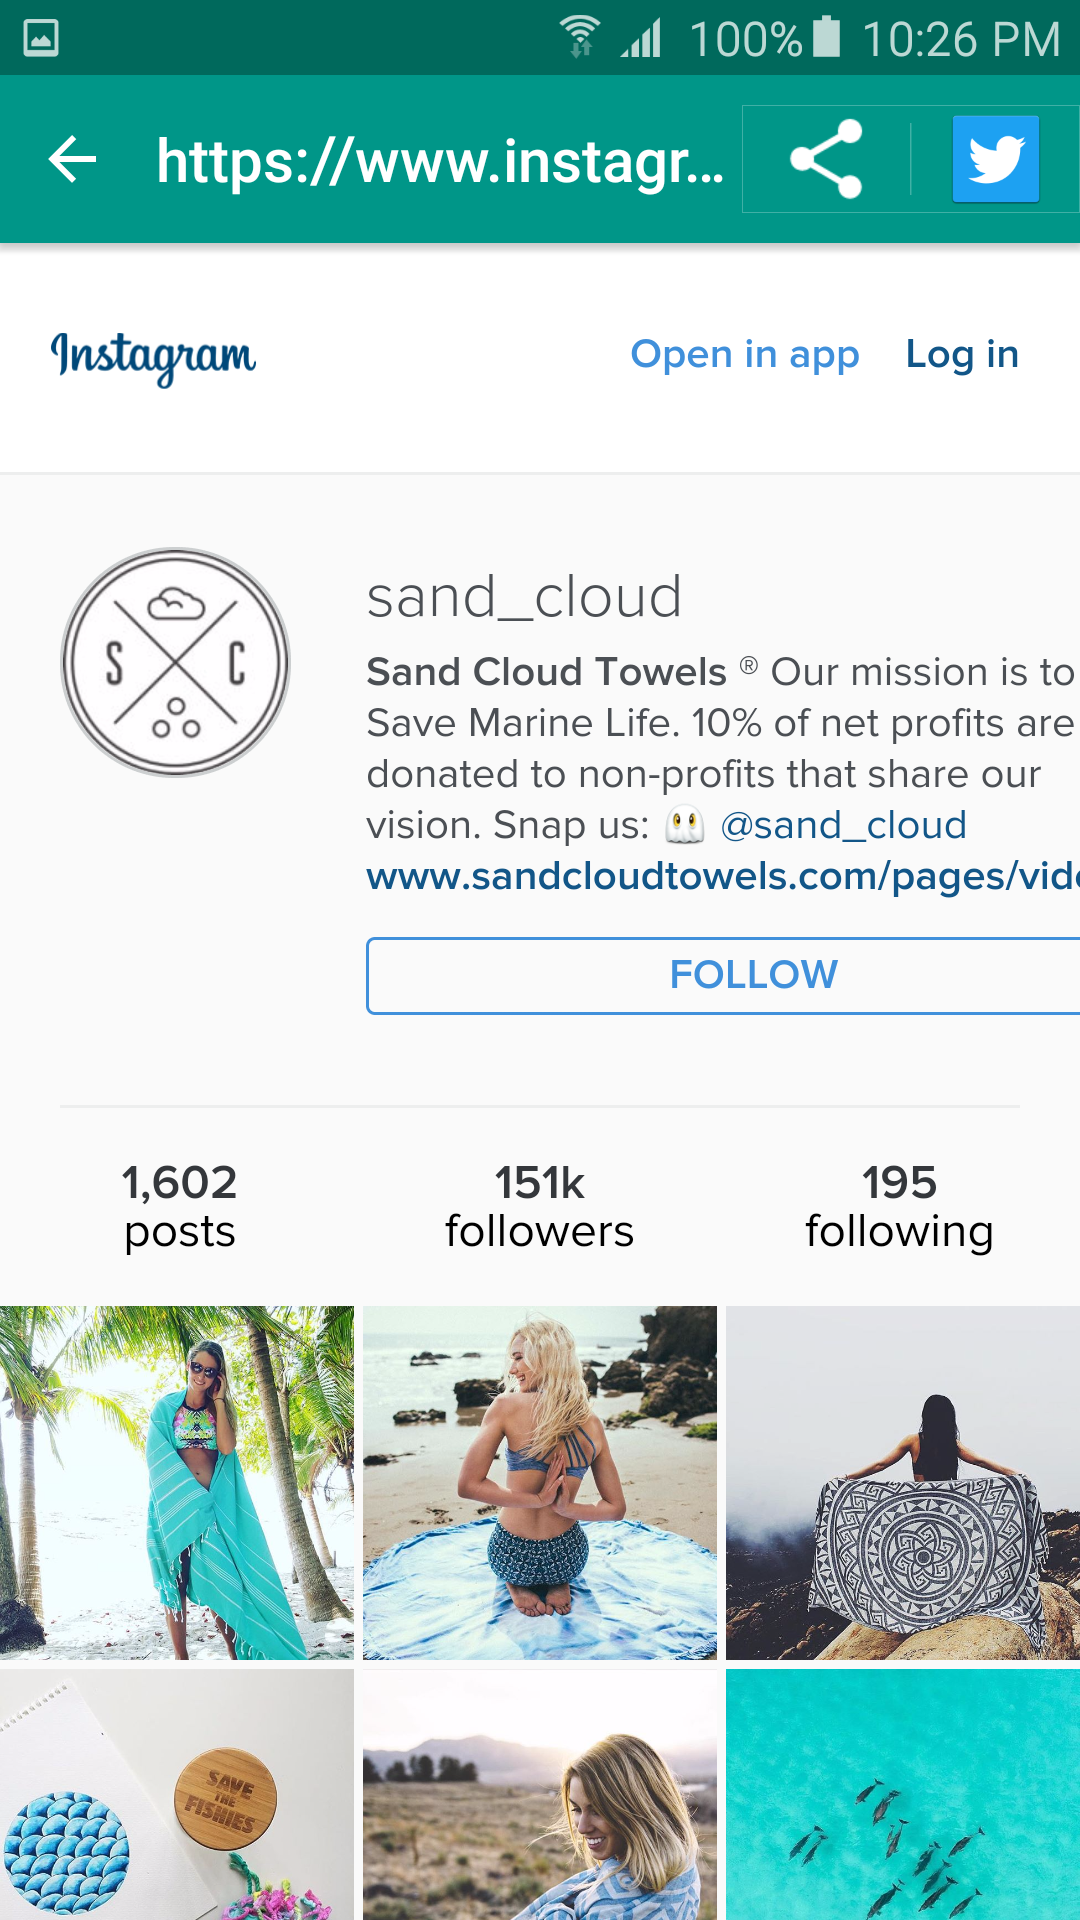 100% 10:26 PM
https://www.instagr...
Instagram Open in app Log in
S C
sand_cloud
Sand Cloud Towels ® Our mission is to
Save Marine Life. 10% of net profits are
donated to non-profits that share our
vision. Snap us: 👻 @sand_cloud
www.sandcloudtowels.com/pages/vide
FOLLOW
1,602 151k 195
posts followers following
SAVE
THE
FISHIES